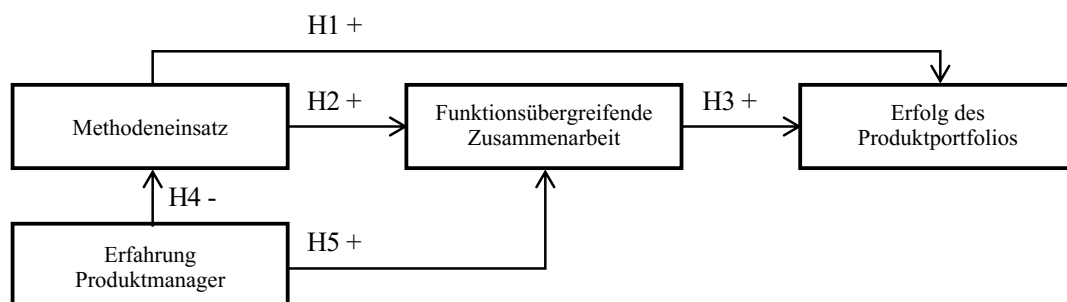 H1 +
Methodeneinsatz
H2 +
Funktionsübergreifende
Zusammenarbeit
H3 +
Erfolg des
Produktportfolios
H4 -
Erfahrung
Produktmanager
H5 +